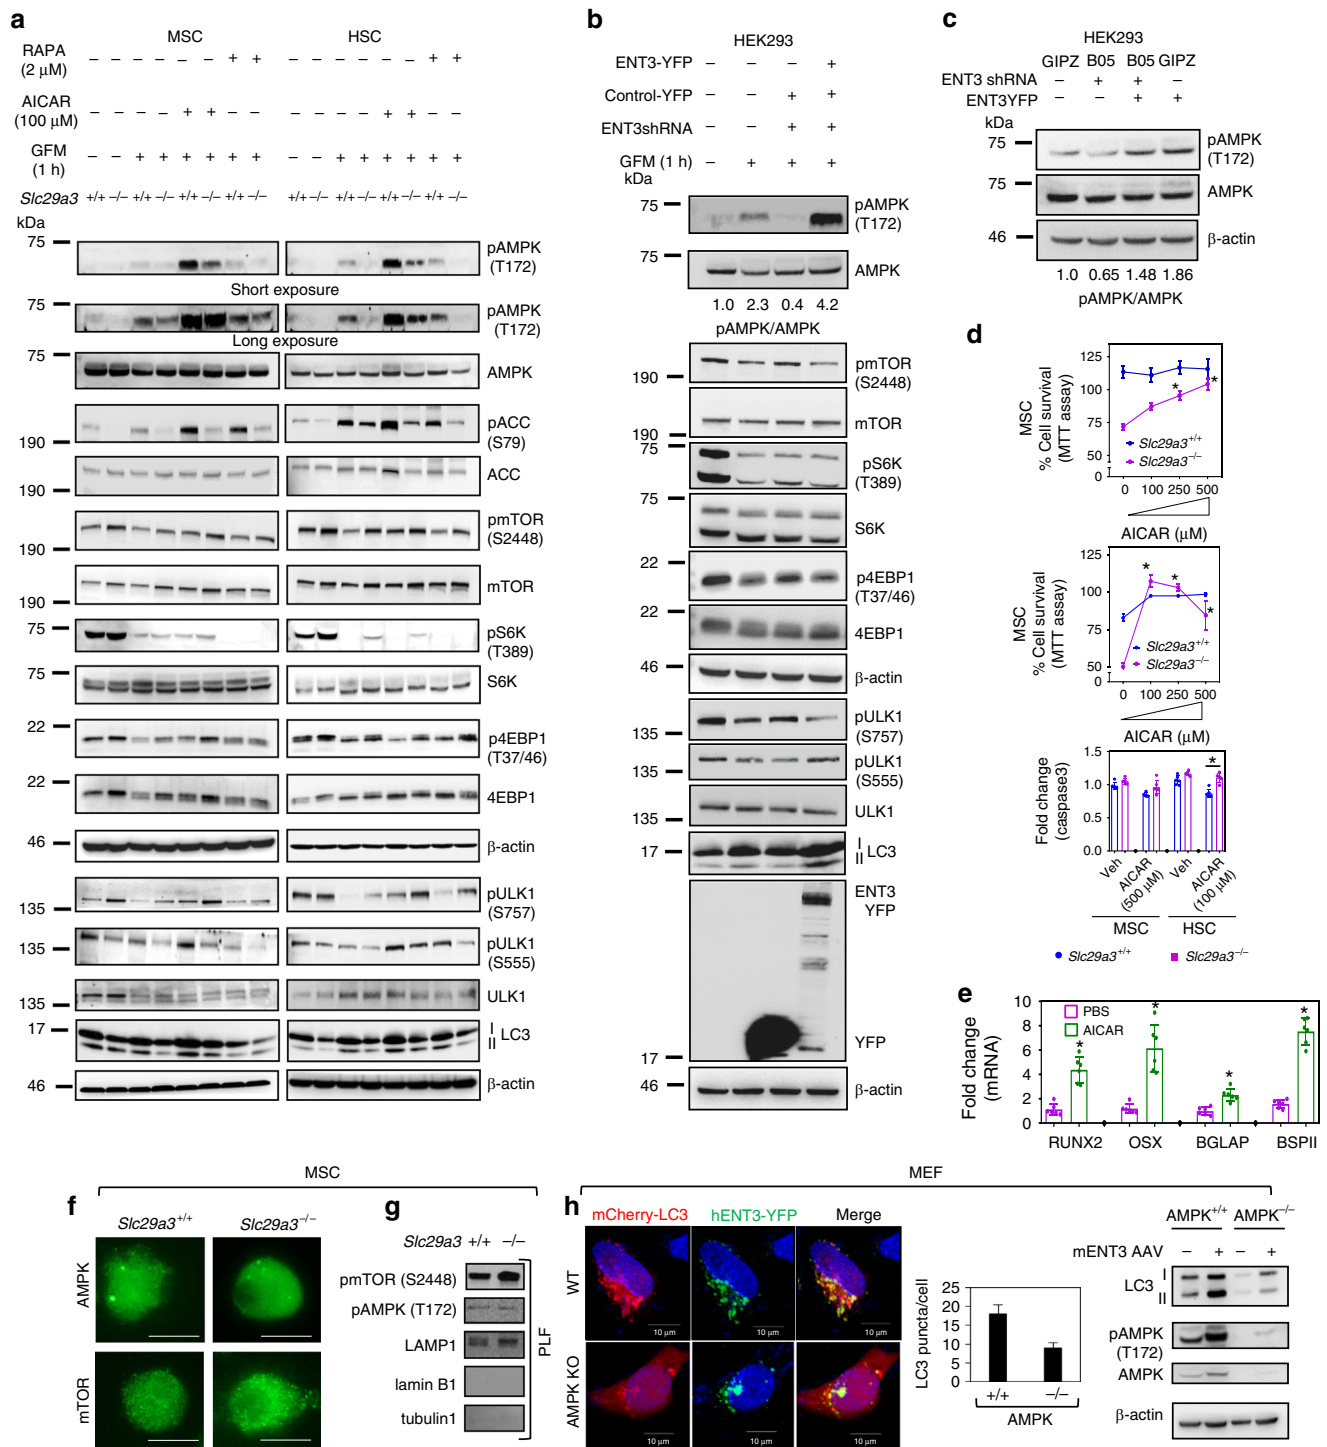 a
MSC HSC
RAPA (2 μM) – – – – – – + + – – – – – – + +
AICAR (100 μM) – – – – + + – – – – – – + + – –
GFM (1 h) – – + + + + + + – – + + + + + +
Slc29a3 +/+ –/– +/+ –/– +/+ –/– +/+ –/– +/+ –/– +/+ –/– +/+ –/– +/+ –/–
kDa
75 pAMPK (T172)
Short exposure
75 pAMPK (T172)
Long exposure
75 AMPK
190 pACC (S79)
190 ACC
190 pmTOR (S2448)
190 mTOR
75 pS6K (T389)
75 S6K
22 p4EBP1 (T37/46)
22 4EBP1
46 β-actin
135 pULK1 (S757)
135 pULK1 (S555)
135 ULK1
17 I II LC3
46 β-actin
b
HEK293
ENT3-YFP – – – +
Control-YFP – – + +
ENT3shRNA – – + +
GFM (1 h) – + + +
kDa
75 pAMPK (T172)
75 AMPK
1.0 2.3 0.4 4.2
pAMPK/AMPK
190 pmTOR (S2448)
190 mTOR
75 pS6K (T389)
75 S6K
22 p4EBP1 (T37/46)
22 4EBP1
46 β-actin
135 pULK1 (S757)
135 pULK1 (S555)
135 ULK1
17 I II LC3
ENT3 YFP
YFP
17
46 β-actin
c
HEK293
GIPZ B05 B05 GIPZ
ENT3 shRNA – + + –
ENT3YFP – – + +
kDa
75 pAMPK (T172)
75 AMPK
46 β-actin
1.0 0.65 1.48 1.86
pAMPK/AMPK
d
MSC
% Cell survival
(MTT assay)
125
100
75
50
0
* *
Slc29a3+/+
Slc29a3–/–
0 100 250 500
AICAR (μM)
MSC
% Cell survival
(MTT assay)
125
100
75
50
0
* * *
Slc29a3+/+
Slc29a3–/–
0 100 250 500
AICAR (μM)
Fold change
(caspase3)
1.5
1.0
0.5
0.0
*
Veh AICAR (500 μM) Veh AICAR (100 μM)
MSC HSC
Slc29a3+/+ Slc29a3–/–
e
Fold change
(mRNA)
10
8
6
4
2
0
PBS
AICAR
* * * *
RUNX2 OSX BGLAP BSPII
MSC
f
Slc29a3+/+ Slc29a3–/–
AMPK
mTOR
g
Slc29a3 +/+ –/–
pmTOR (S2448)
pAMPK (T172)
LAMP1
lamin B1
tubulin1
PLF
MEF
h
mCherry-LC3 hENT3-YFP Merge
WT
10 μm 10 μm 10 μm
AMPK KO
10 μm 10 μm 10 μm
LC3 puncta/cell
25
20
15
10
5
0
+/+ –/–
AMPK
AMPK+/+ AMPK–/–
mENT3 AAV – + – +
LC3 I II
pAMPK (T172)
AMPK
β-actin